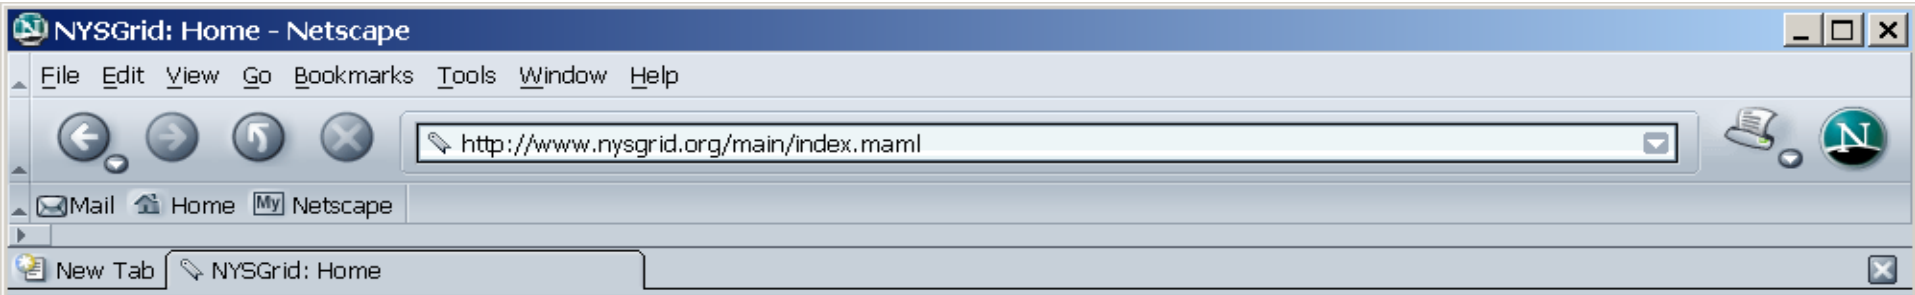 NYSGrid: Home - Netscape
File Edit View Go Bookmarks Tools Window Help
http://www.nysgrid.org/main/index.maml N
Mail Home My Netscape
New Tab NYSGrid: Home